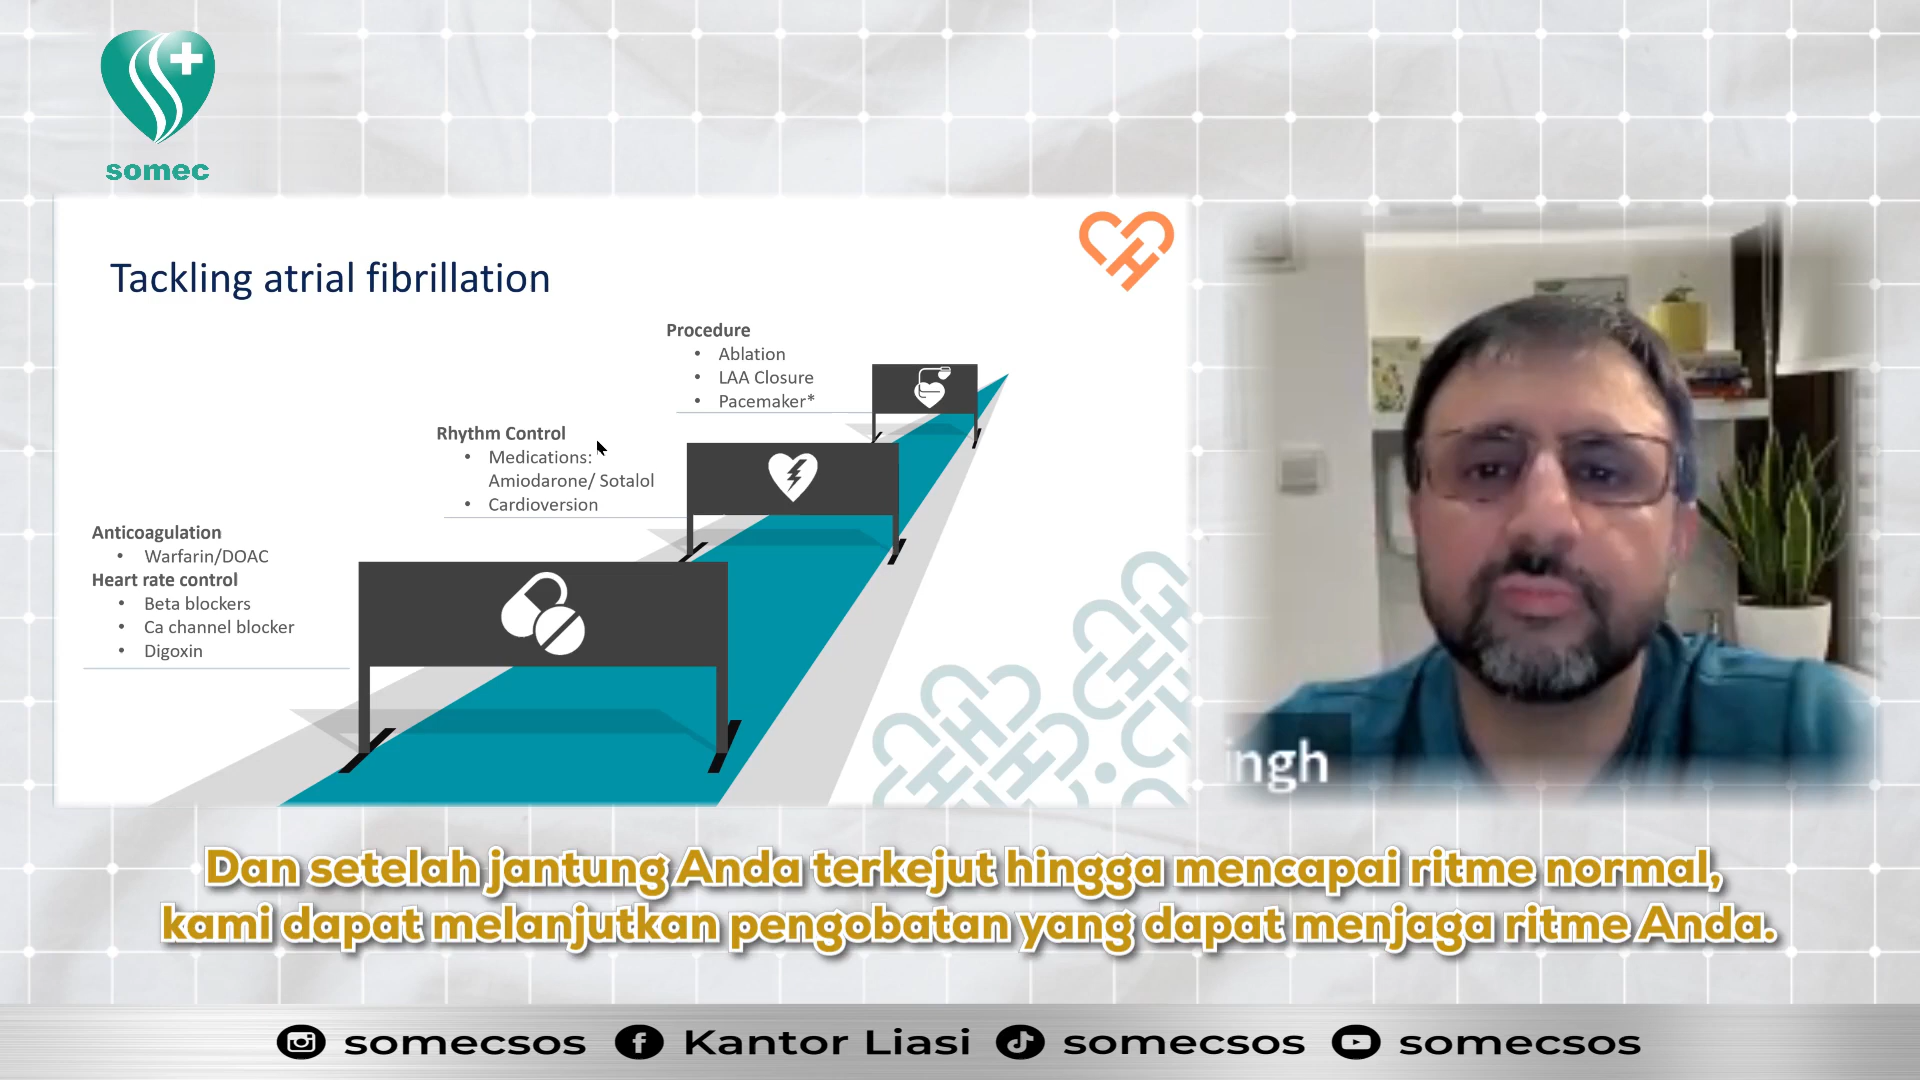 somec
Tackling atrial fibrillation
Procedure
• Ablation
• LAA Closure
• Pacemaker*
Rhythm Control
• Medications:
Amiodarone/ Sotalol
• Cardioversion
Anticoagulation
• Warfarin/DOAC
Heart rate control
• Beta blockers
• Ca channel blocker
• Digoxin
ingh
Dan setelah jantung Anda terkejut hingga mencapai ritme normal,
kami dapat melanjutkan pengobatan yang dapat menjaga ritme Anda.
somecsos Kantor Liasi somecsos somecsos